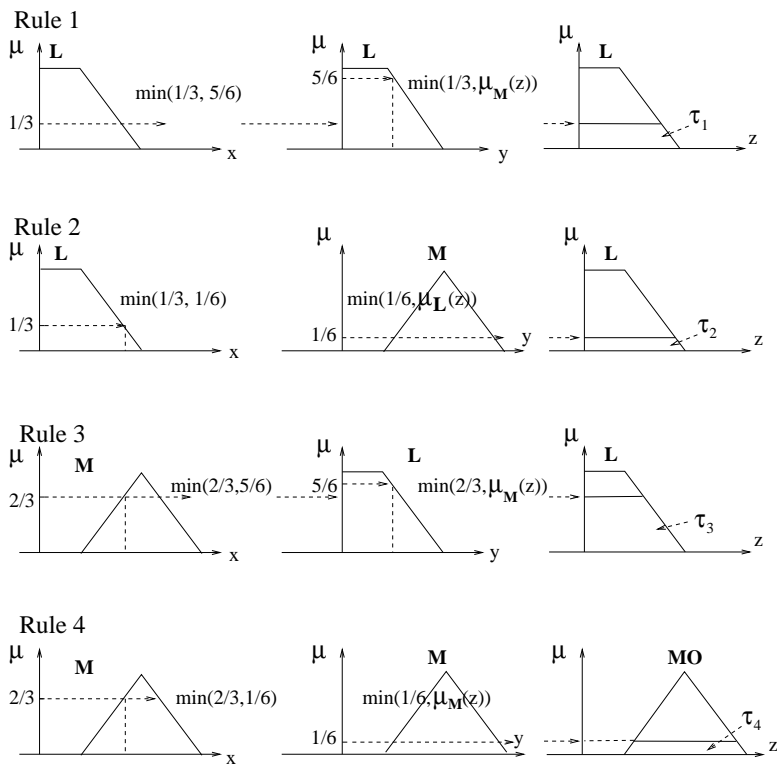 Rule 1
μ L μ L μ L
5/6 min(1/3, μM(z))
min(1/3, 5/6)
1/3 τ1
x y z
Rule 2
μ L μ M μ L
min(1/3, 1/6) min(1/6, μL(z))
1/3 1/6 τ2
x y z
Rule 3
μ M μ L μ L
2/3 min(2/3,5/6) 5/6 min(2/3, μM(z))
τ3
x y z
Rule 4
μ M μ M μ MO
2/3 min(2/3,1/6) min(1/6, μM(z))
1/6 τ4
x y z